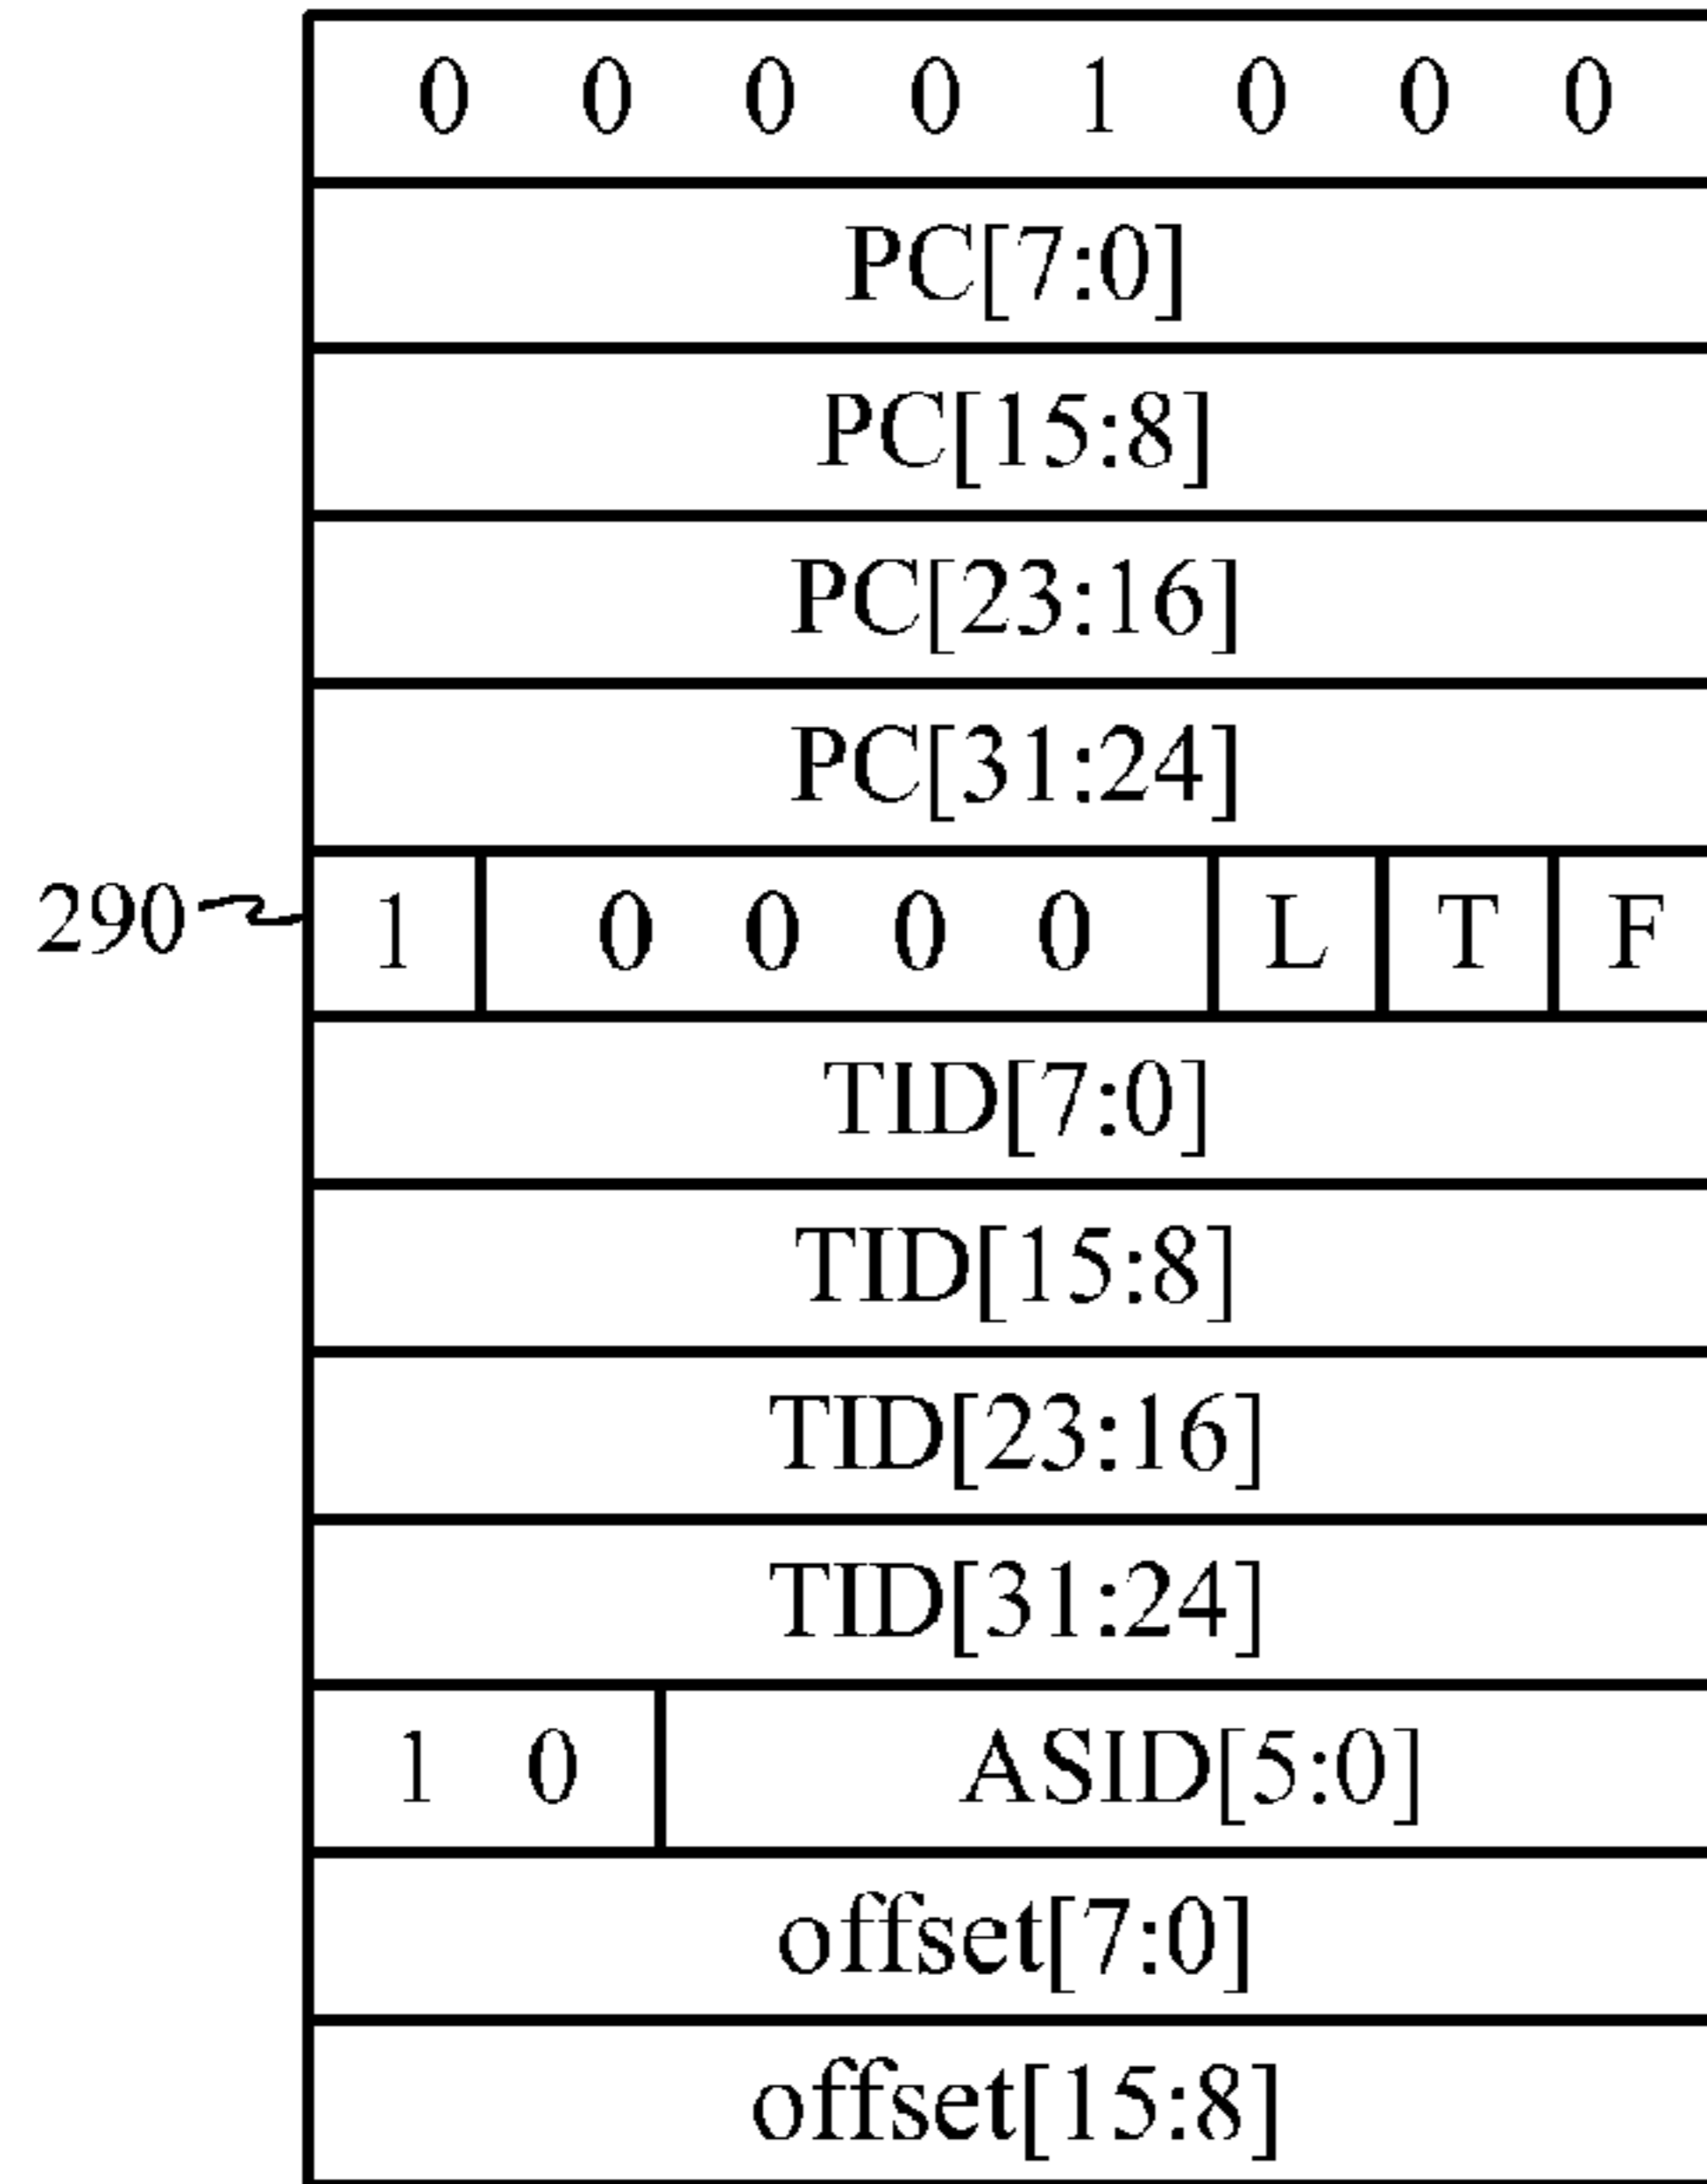 0 0 0 0 1 0 0 0
PC[7:0]
PC[15:8]
PC[23:16]
PC[31:24]
290 1 0 0 0 0 L T F
TID[7:0]
TID[15:8]
TID[23:16]
TID[31:24]
1 0 ASID[5:0]
offset[7:0]
offset[15:8]